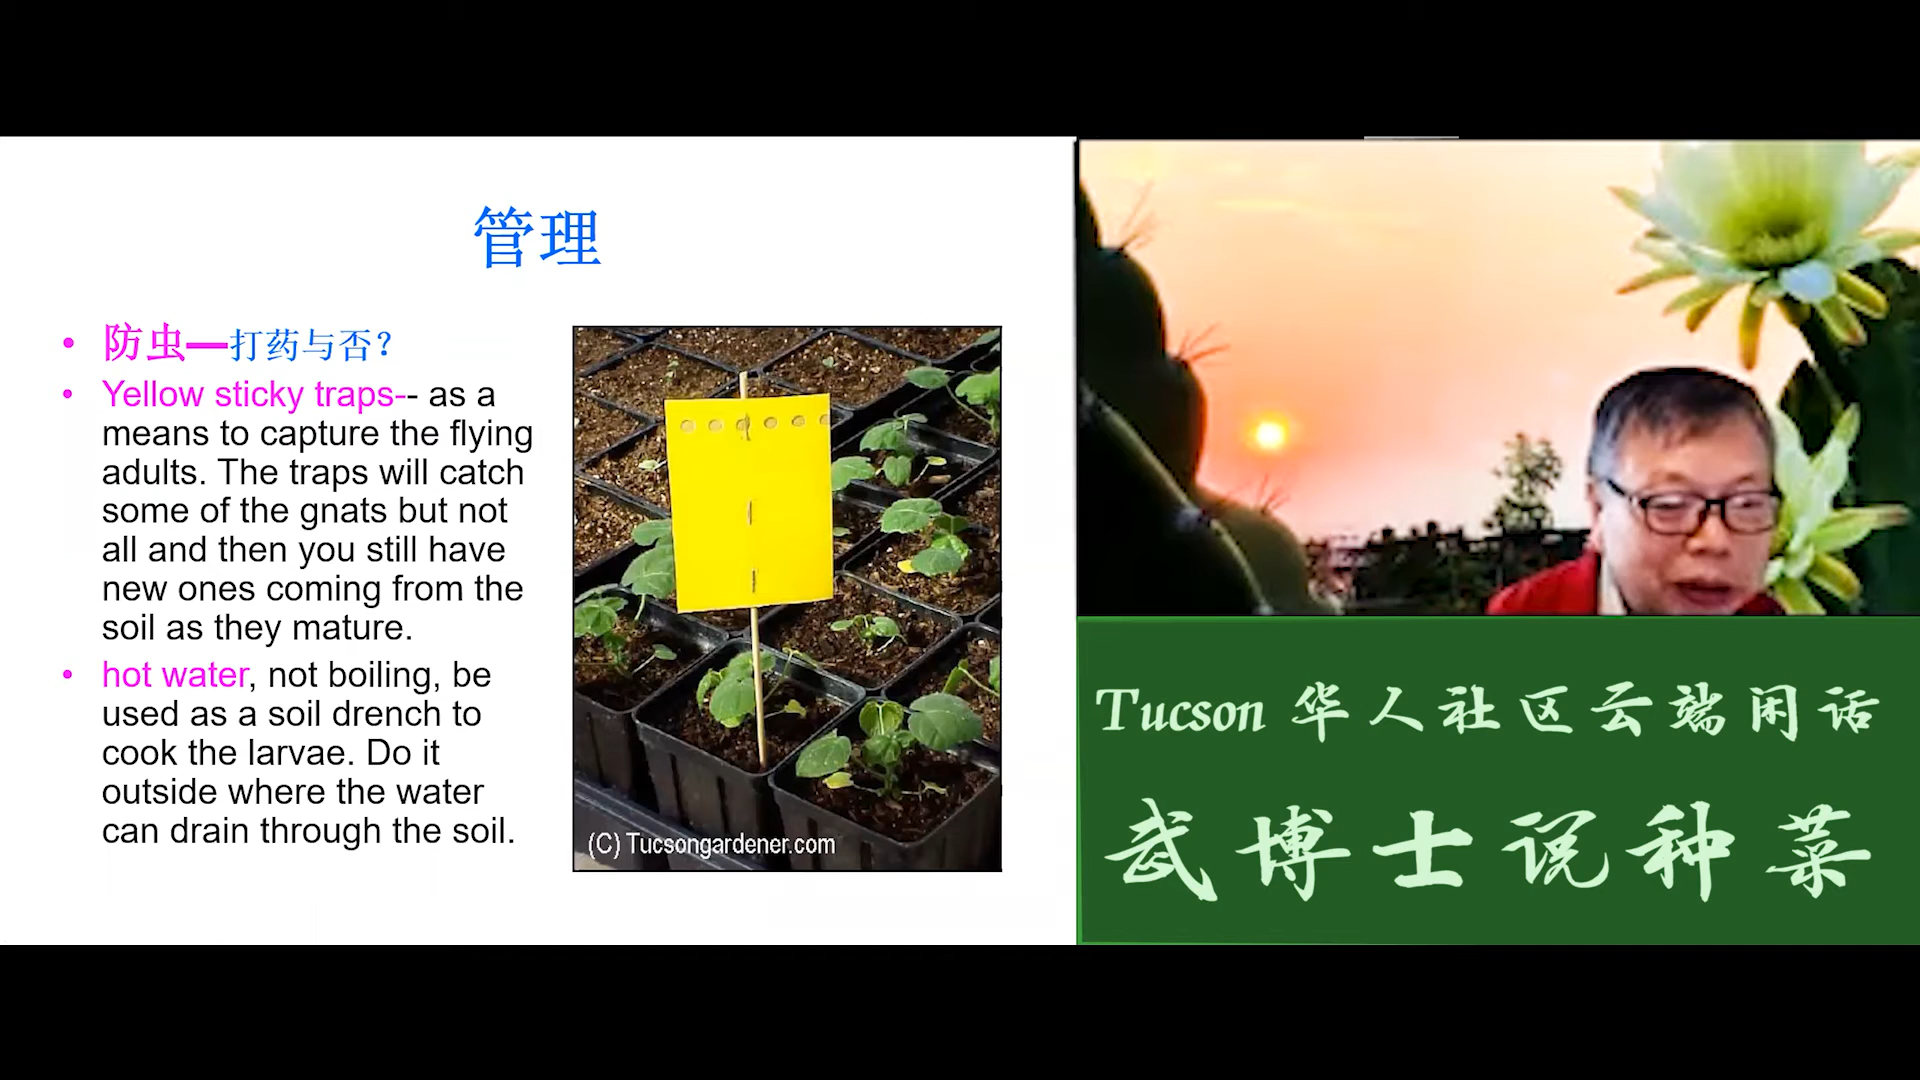 管理
• 防虫—打药与否？
• Yellow sticky traps-- as a
means to capture the flying
adults. The traps will catch
some of the gnats but not
all and then you still have
new ones coming from the
soil as they mature.
• hot water, not boiling, be
used as a soil drench to
cook the larvae. Do it
outside where the water
can drain through the soil.
(C) Tucsongardener.com
Tucson 华人社区云端闲话
武博士说种菜